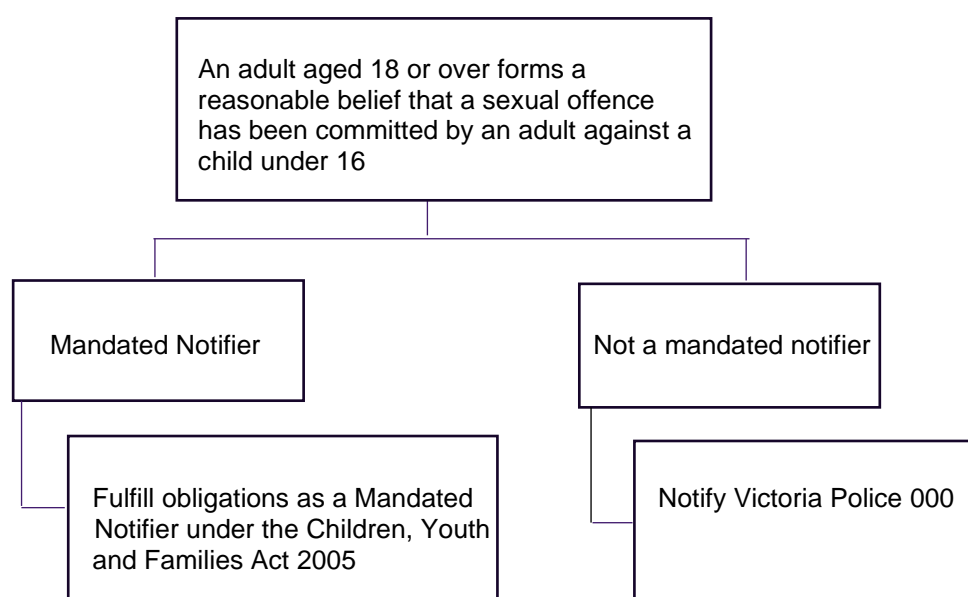 An adult aged 18 or over forms a
reasonable belief that a sexual offence
has been committed by an adult against a
child under 16
Mandated Notifier
Not a mandated notifier
Fulfill obligations as a Mandated
Notifier under the Children, Youth
and Families Act 2005
Notify Victoria Police 000